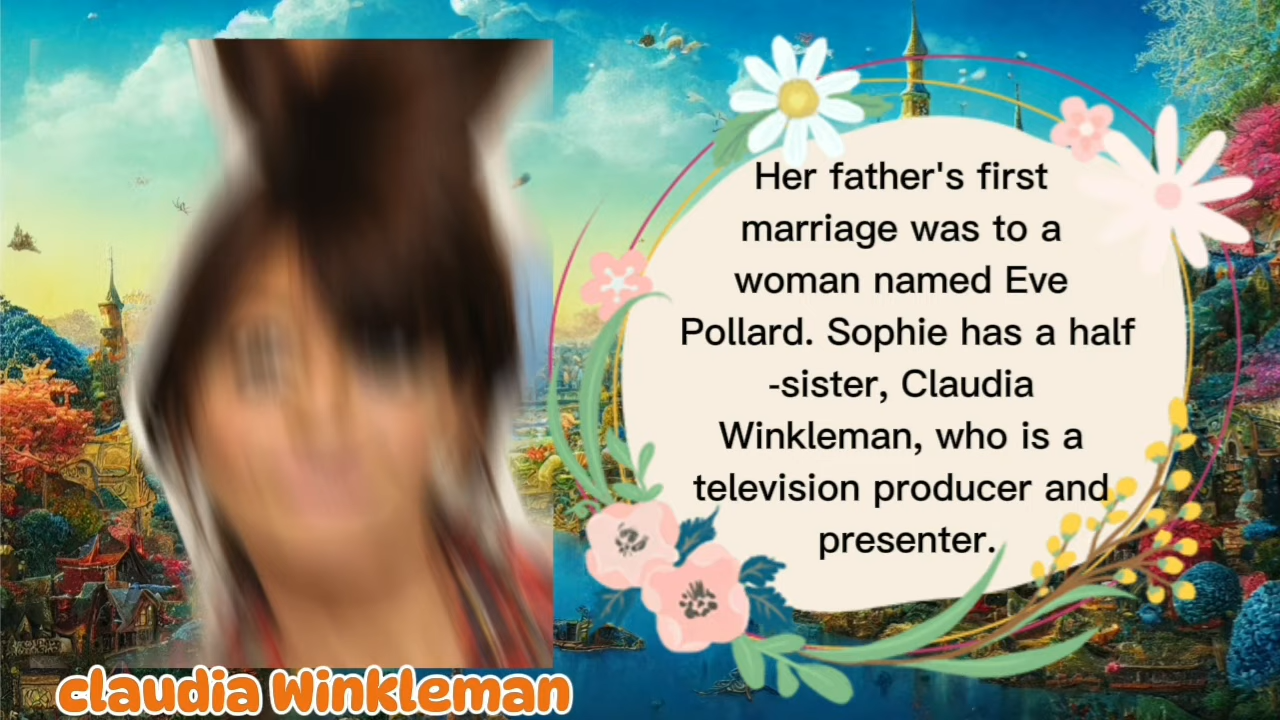 Her father's first
marriage was to a
woman named Eve
Pollard. Sophie has a half
-sister, Claudia
Winkleman, who is a
television producer and
presenter.
claudia Winkleman